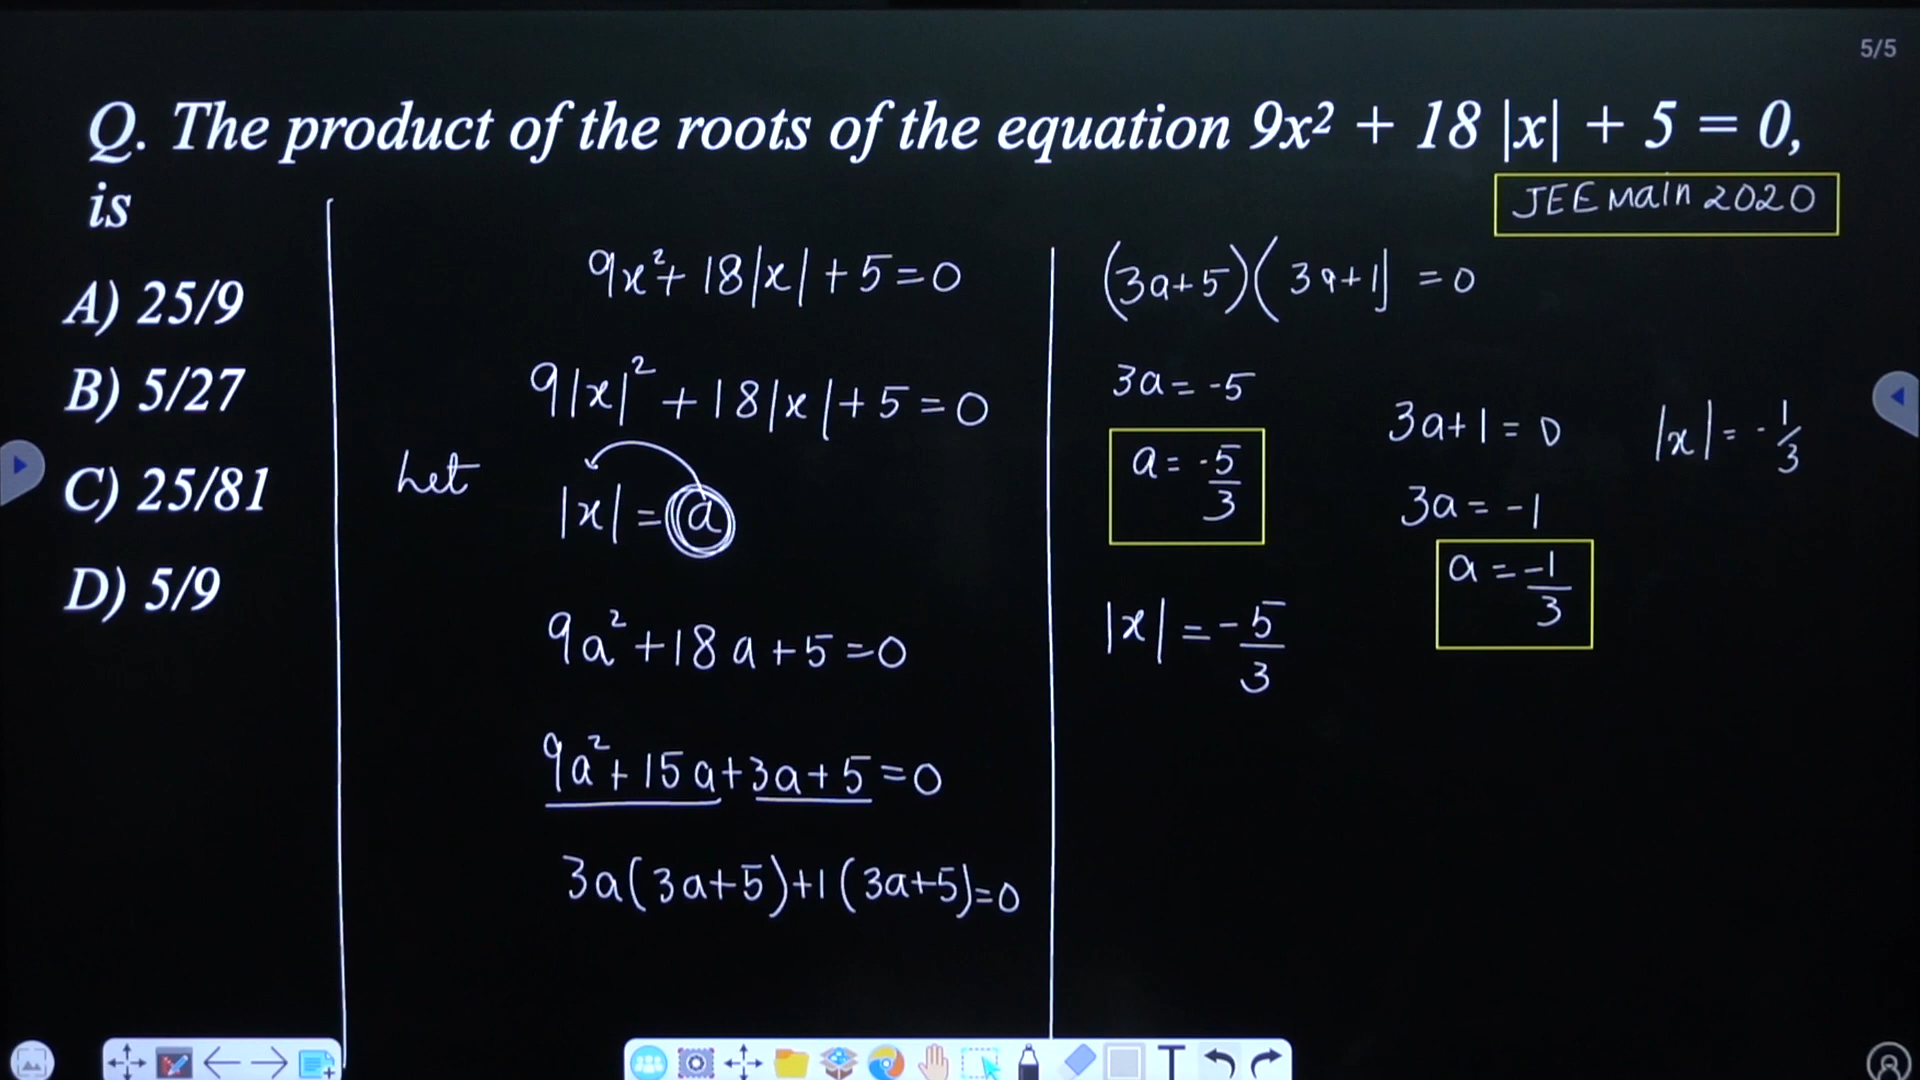 5/5
Q. The product of the roots of the equation 9x² + 18 |x| + 5 = 0,
is
JEE Main 2020
A) 25/9
B) 5/27
C) 25/81
D) 5/9
9x²+ 18|x| + 5 = 0
9|x|² + 18|x| + 5 = 0
Let
|x| = a
9a² + 18a + 5 = 0
9a² + 15a + 3a + 5 = 0
3a(3a+5)+1(3a+5)=0
(3a+5)(3a+1) = 0
3a = -5
a = -5/3
|x| = -5/3
3a+1 = 0
3a = -1
a = -1/3
|x| = -1/3
T